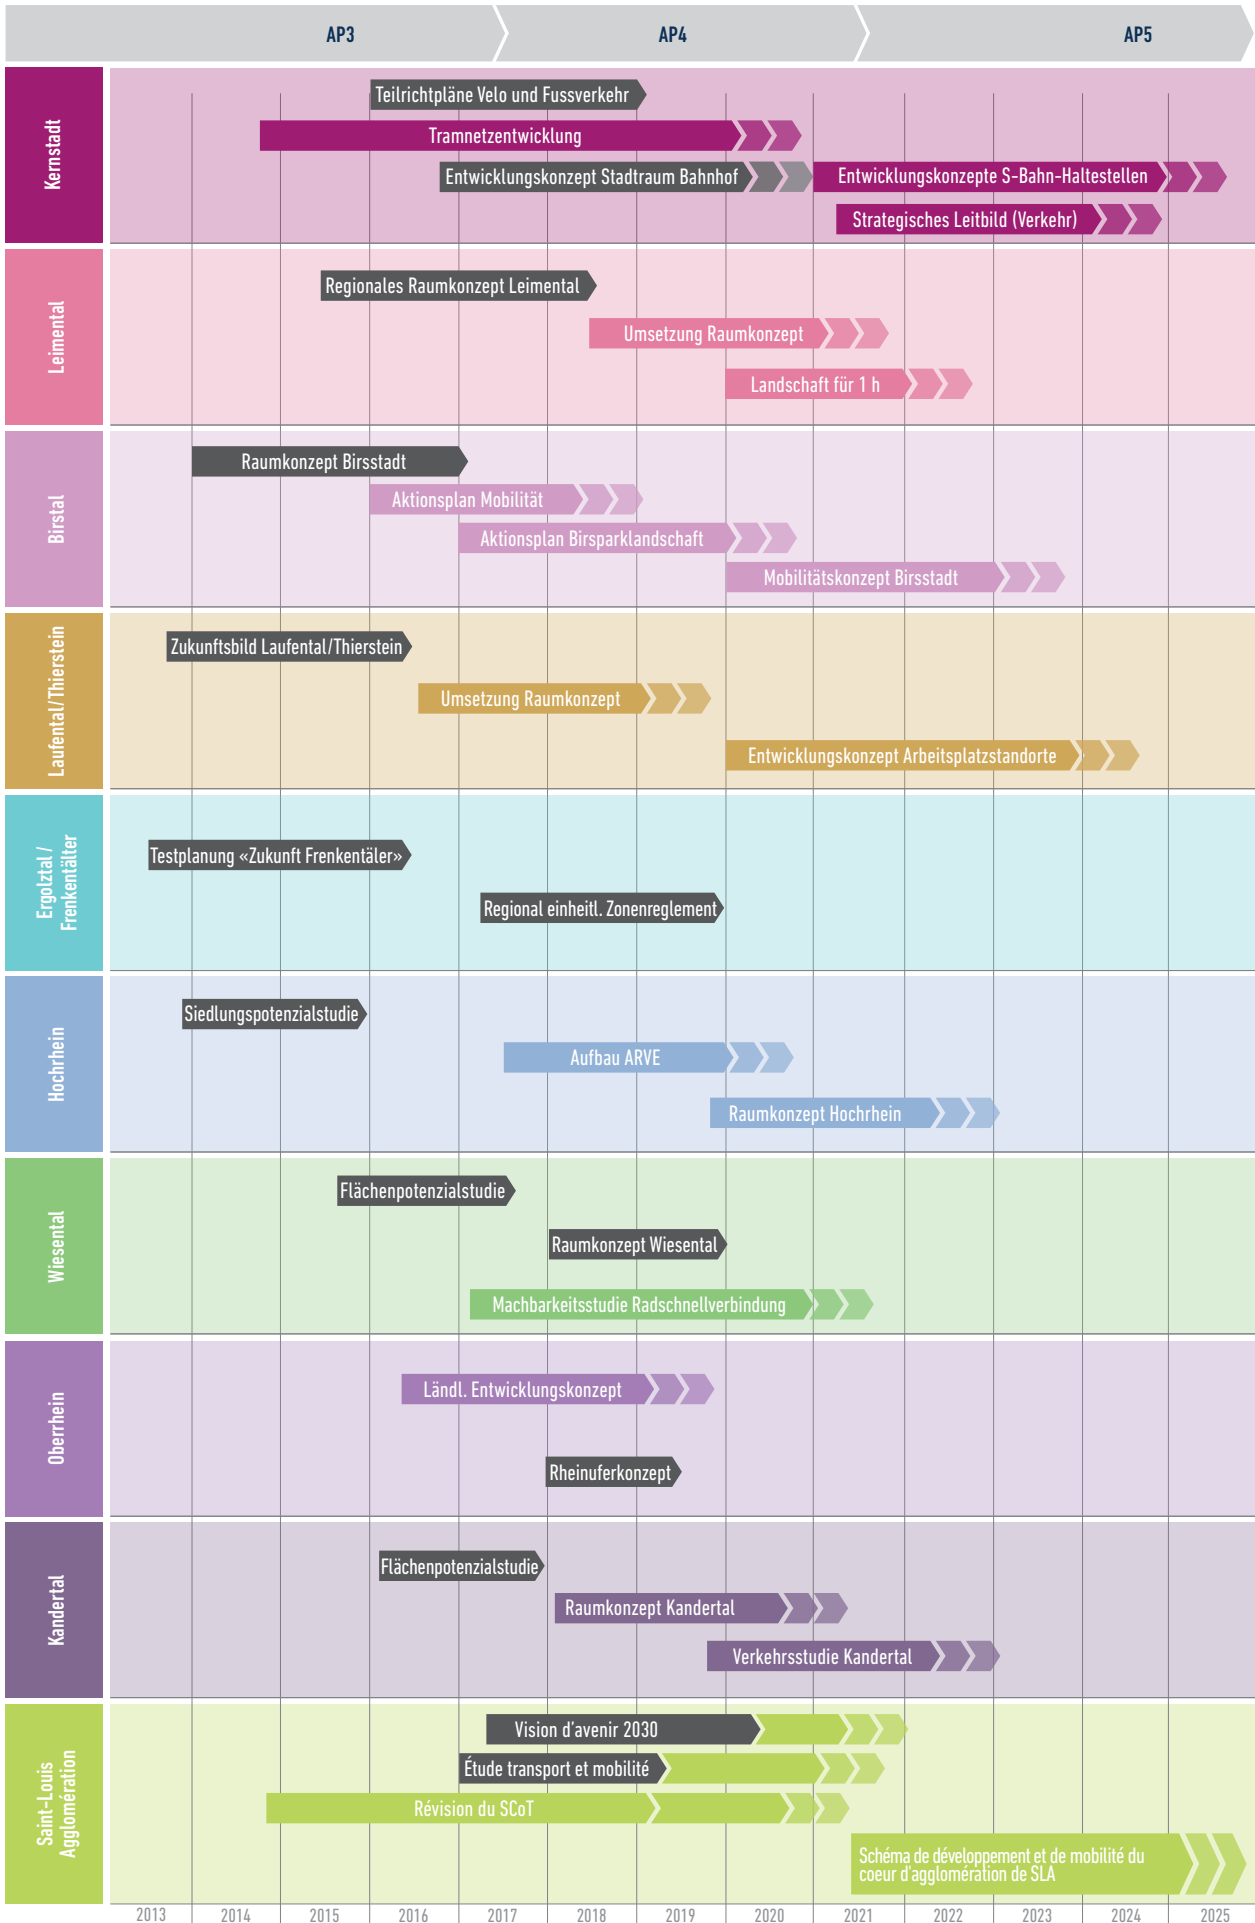 AP3
AP4
AP5
Kernstadt
Teilrichtpläne Velo und Fussverkehr
Tramnetzentwicklung
Entwicklungskonzept Stadtraum Bahnhof
Entwicklungskonzepte S-Bahn-Haltestellen
Strategisches Leitbild (Verkehr)
Leimental
Regionales Raumkonzept Leimental
Umsetzung Raumkonzept
Landschaft für 1 h
Birstal
Raumkonzept Birsstadt
Aktionsplan Mobilität
Aktionsplan Birsparklandschaft
Mobilitätskonzept Birsstadt
Laufental/Thierstein
Zukunftsbild Laufental/Thierstein
Umsetzung Raumkonzept
Entwicklungskonzept Arbeitsplatzstandorte
Ergolztal /
Frenkentälter
Testplanung «Zukunft Frenkentäler»
Regional einheitl. Zonenreglement
Hochrhein
Siedlungspotenzialstudie
Aufbau ARVE
Raumkonzept Hochrhein
Wiesental
Flächenpotenzialstudie
Raumkonzept Wiesental
Machbarkeitsstudie Radschnellverbindung
Oberrhein
Ländl. Entwicklungskonzept
Rheinuferkonzept
Kandertal
Flächenpotenzialstudie
Raumkonzept Kandertal
Verkehrsstudie Kandertal
Saint-Louis
Agglomération
Vision d'avenir 2030
Étude transport et mobilité
Révision du SCoT
Schéma de développement et de mobilité du
coeur d'agglomération de SLA
2013
2014
2015
2016
2017
2018
2019
2020
2021
2022
2023
2024
2025